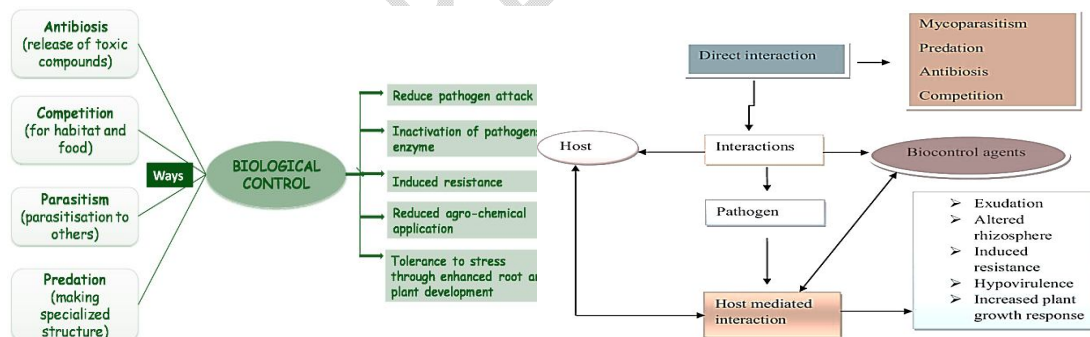 Antibiosis
(release of toxic
compounds)
Competition
(for habitat and
food)
Parasitism
(parasitisation to
others)
Predation
(making
specialized
structure)
Ways
BIOLOGICAL
CONTROL
Reduce pathogen attack
Inactivation of pathogens
enzyme
Induced resistance
Reduced agro-chemical
application
Tolerance to stress
through enhanced root an
plant development
Direct interaction
Mycoparasitism
Predation
Antibiosis
Competition
Host
Interactions
Biocontrol agents
Pathogen
Host mediated
interaction
➢ Exudation
➢ Altered
rhizosphere
➢ Induced
resistance
➢ Hypovirulence
➢ Increased plant
growth response